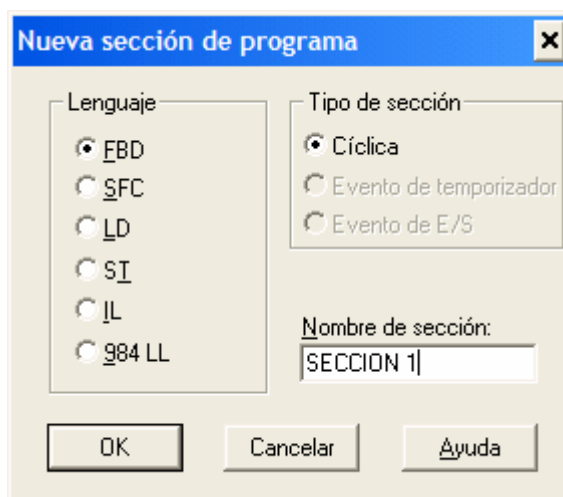 Nueva sección de programa
Lenguaje
FBD
SFC
LD
ST
IL
984 LL
Tipo de sección
Cíclica
Evento de temporizador
Evento de E/S
Nombre de sección:
SECCION 1
OK
Cancelar
Ayuda